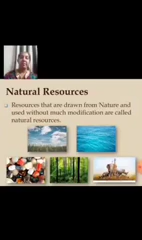 Natural Resources
Resources that are drawn from Nature and
used without much modification are called
natural resources.